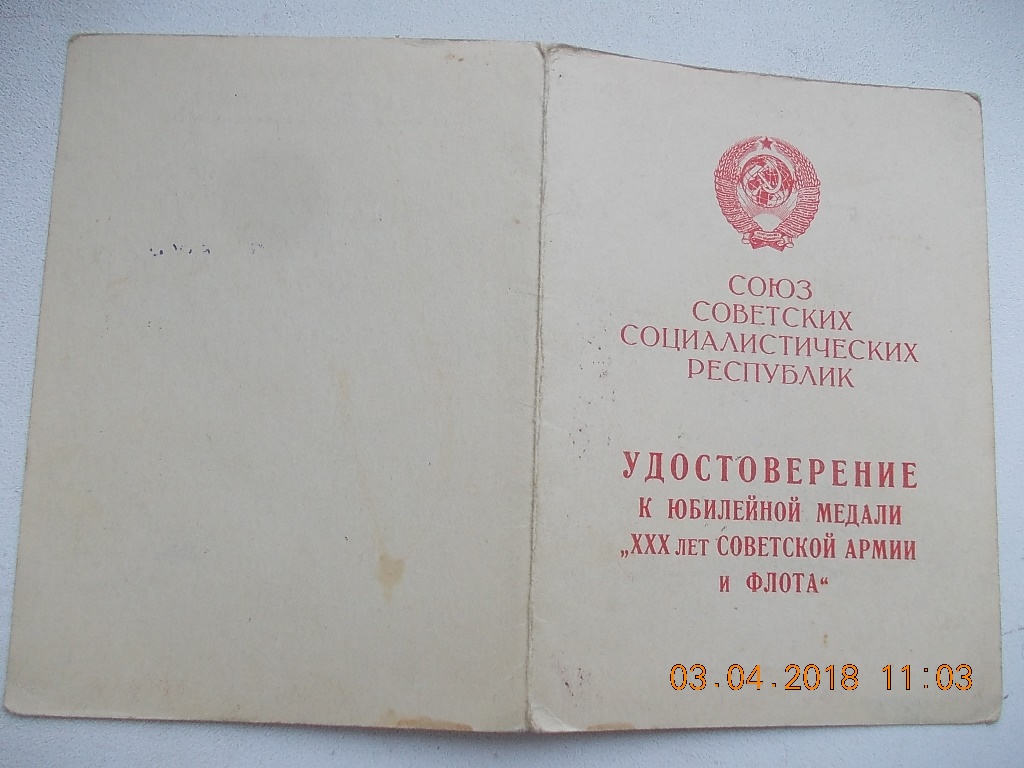 СОЮЗ
СОВЕТСКИХ
СОЦИАЛИСТИЧЕСКИХ
РЕСПУБЛИК
УДОСТОВЕРЕНИЕ
К ЮБИЛЕЙНОЙ МЕДАЛИ
„XXX ЛЕТ СОВЕТСКОЙ АРМИИ
И ФЛОТА“
03.04.2018 11:03